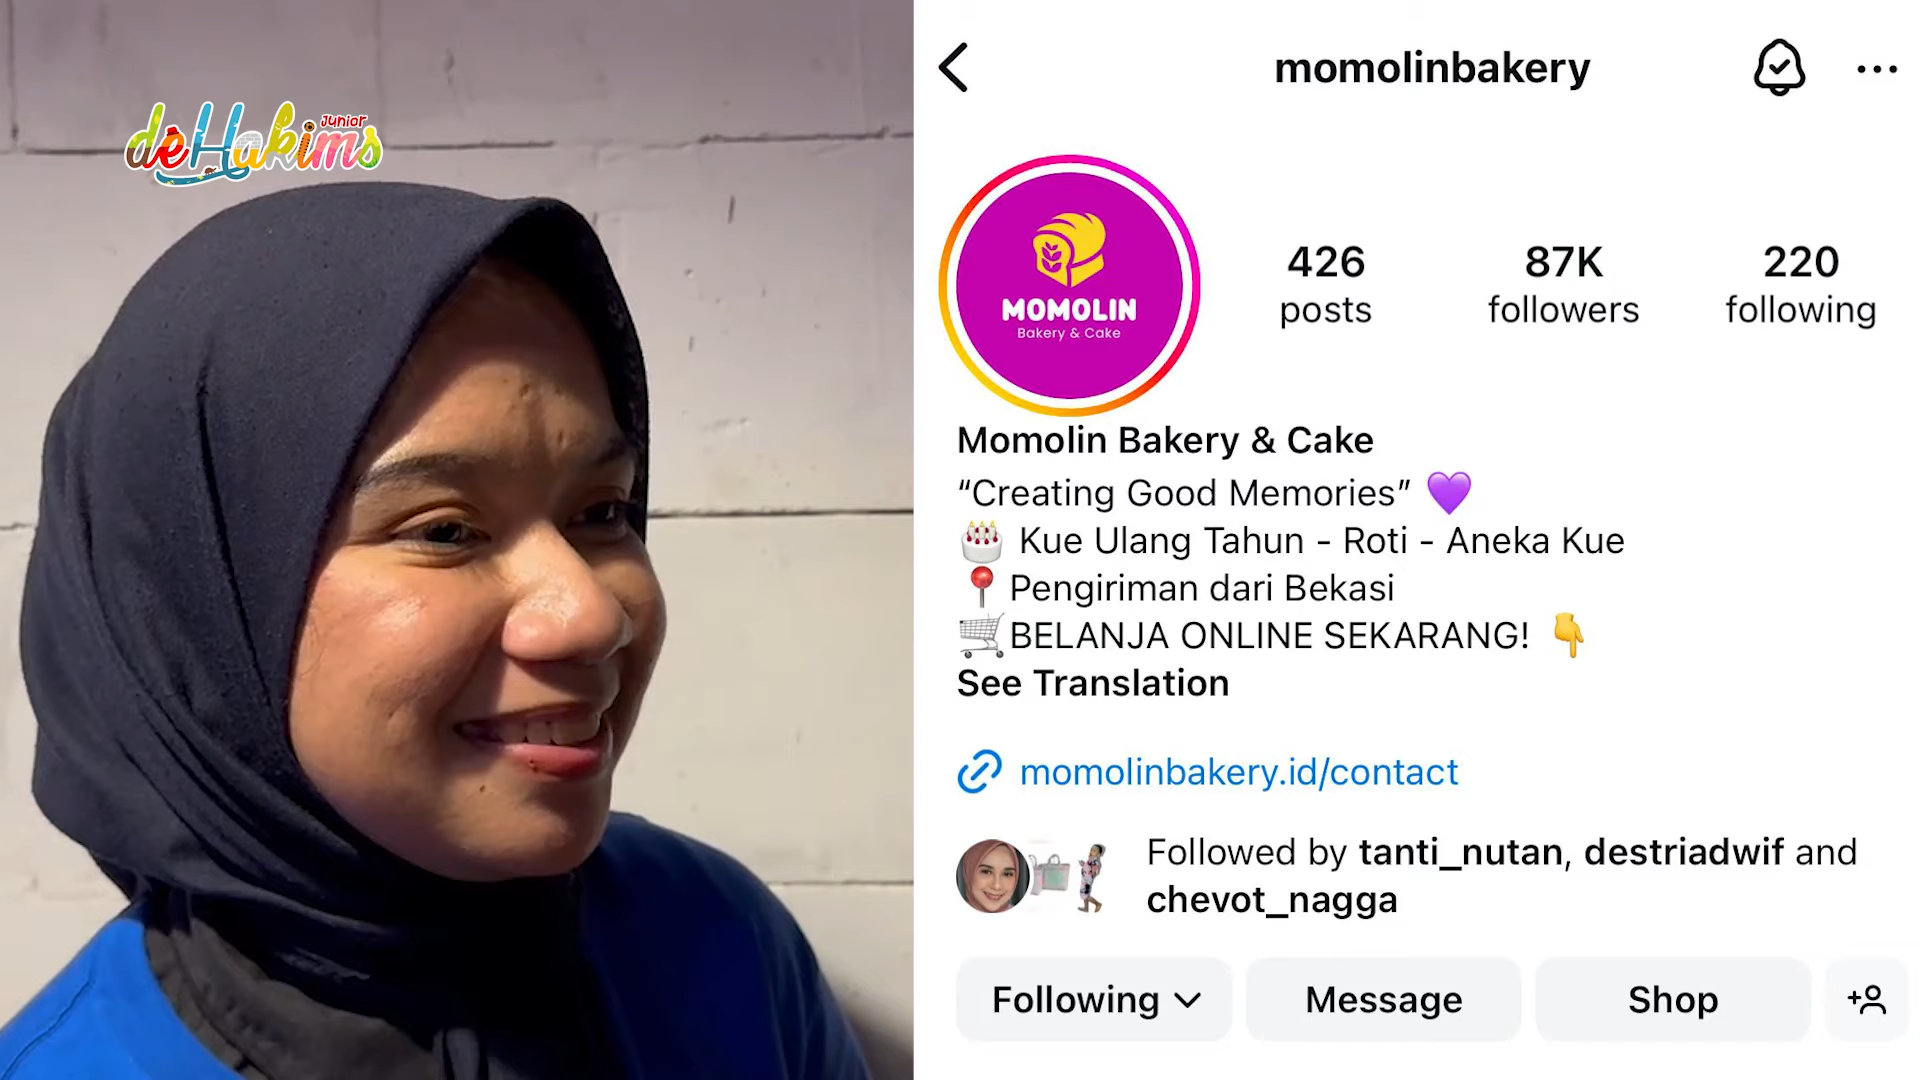 deHakims
Junior
momolinbakery
MOMOLIN
Bakery & Cake
426
posts
87K
followers
220
following
Momolin Bakery & Cake
“Creating Good Memories” 💜
🎂 Kue Ulang Tahun - Roti - Aneka Kue
📍Pengiriman dari Bekasi
🛒BELANJA ONLINE SEKARANG! 👇
See Translation
momolinbakery.id/contact
Followed by tanti_nutan, destriadwif and
chevot_nagga
Following
Message
Shop